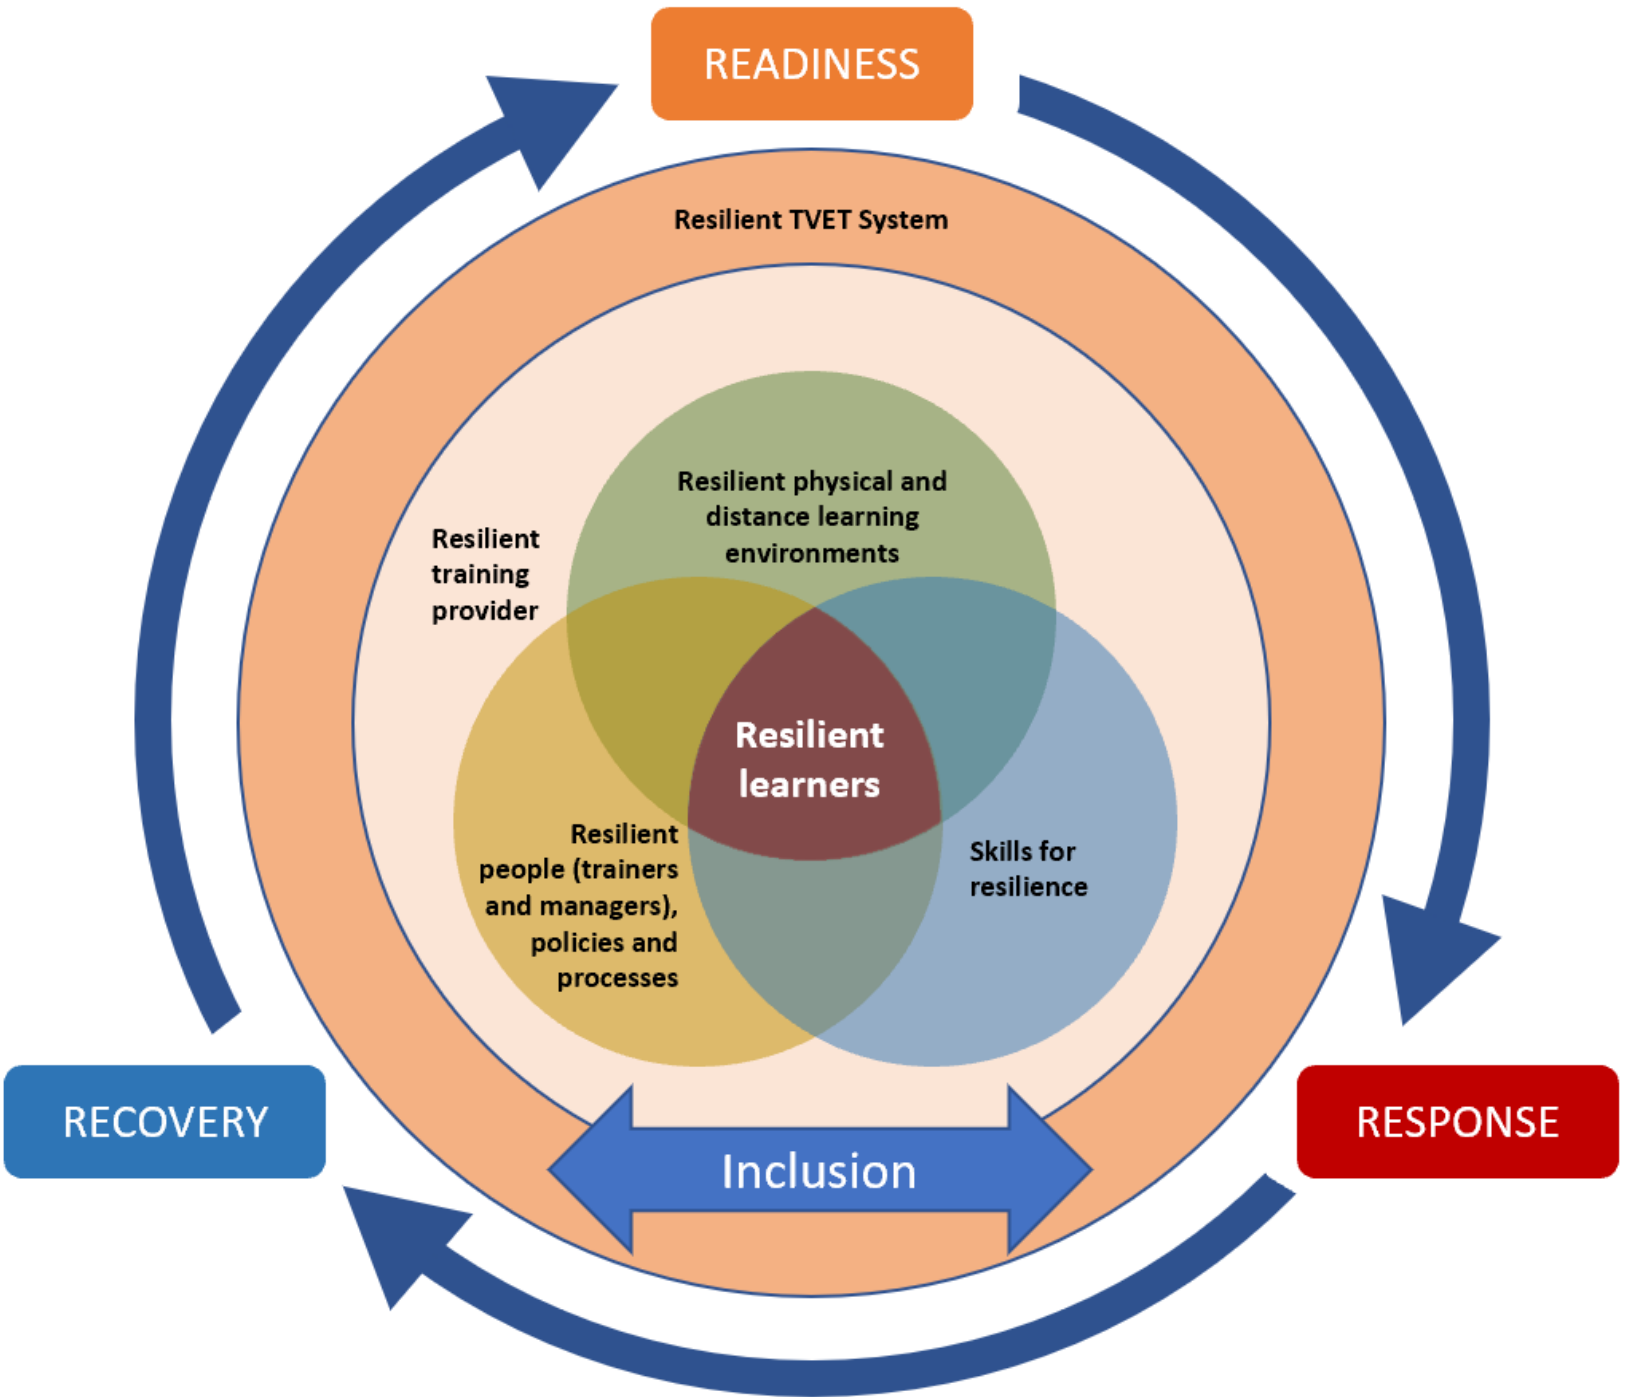 READINESS
Resilient TVET System
Resilient physical and
distance learning
environments
Resilient
training
provider
Resilient
learners
Resilient
people (trainers
and managers),
policies and
processes
Skills for
resilience
RECOVERY
RESPONSE
Inclusion